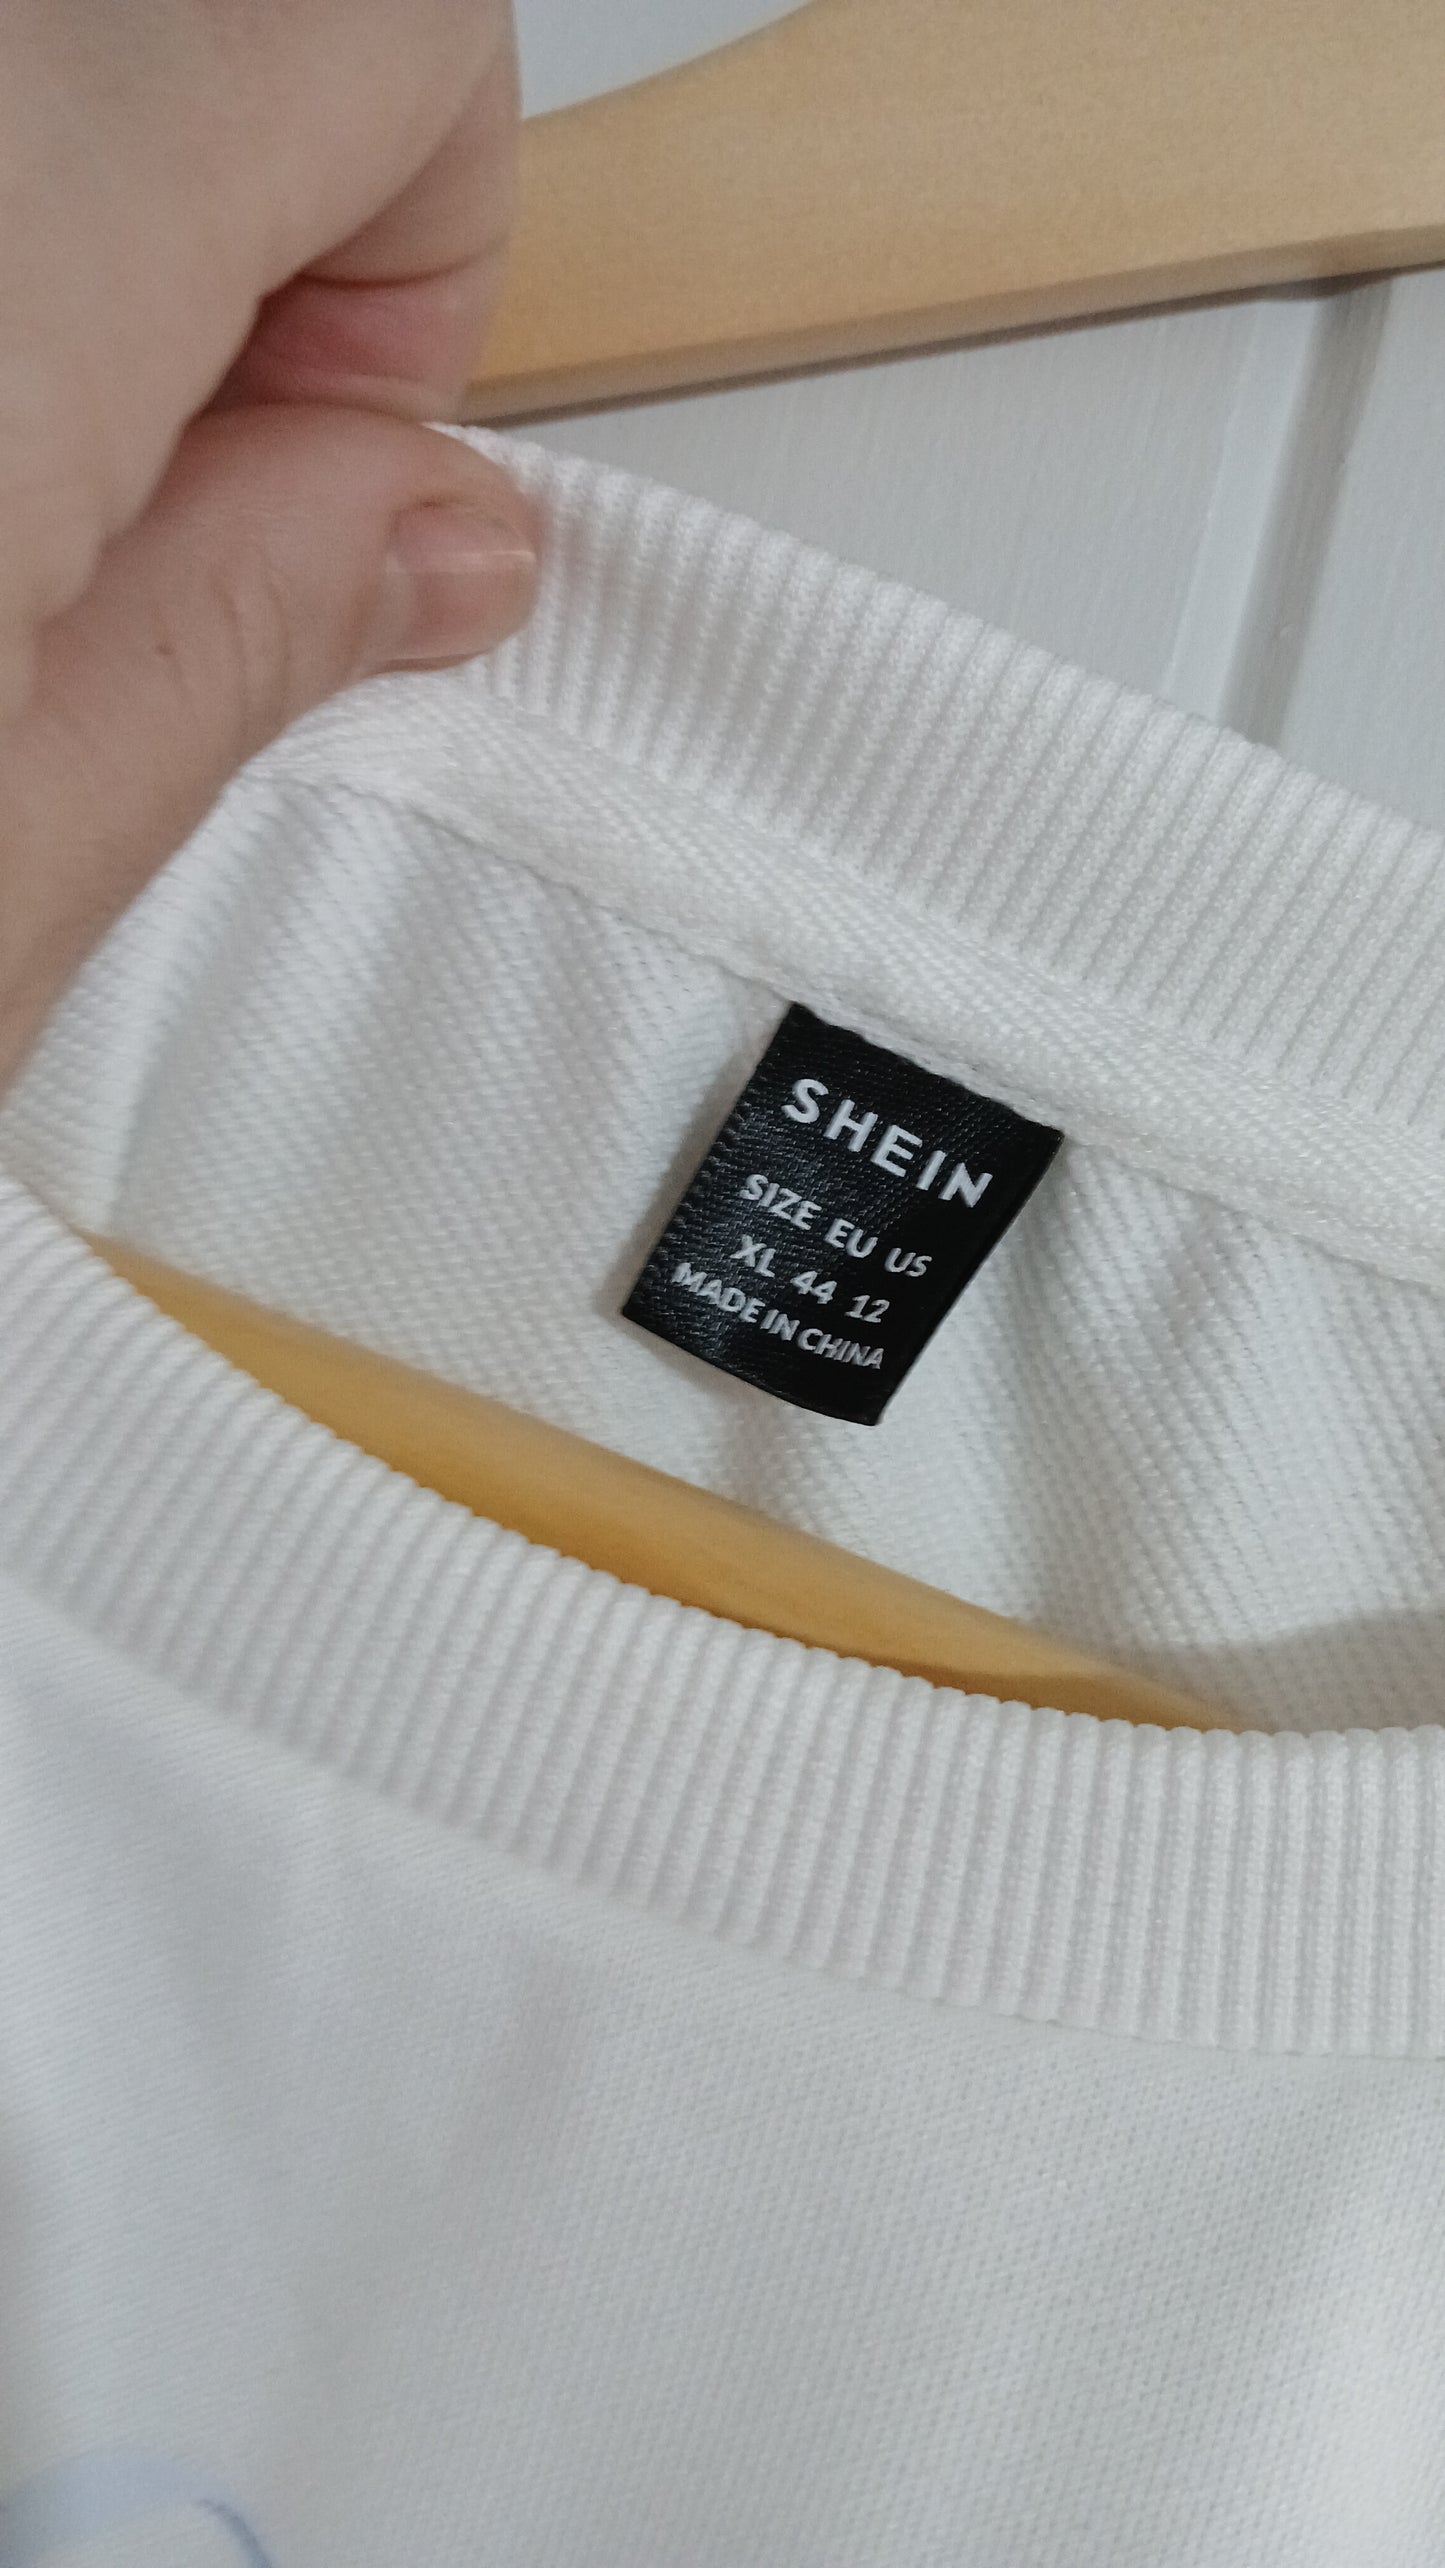 SHEIN
SIZE EU US
XL 44 12
MADE IN CHINA